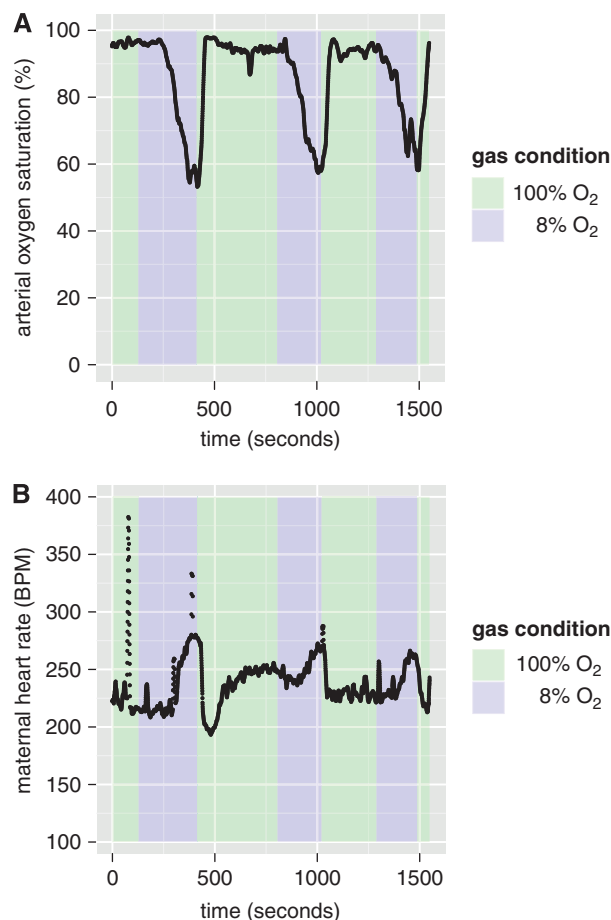 A
100
80
60
40
20
0
arterial oxygen saturation (%)
0 500 1000 1500
time (seconds)
gas condition
100% O₂
8% O₂
B
400
350
300
250
200
150
100
maternal heart rate (BPM)
0 500 1000 1500
time (seconds)
gas condition
100% O₂
8% O₂